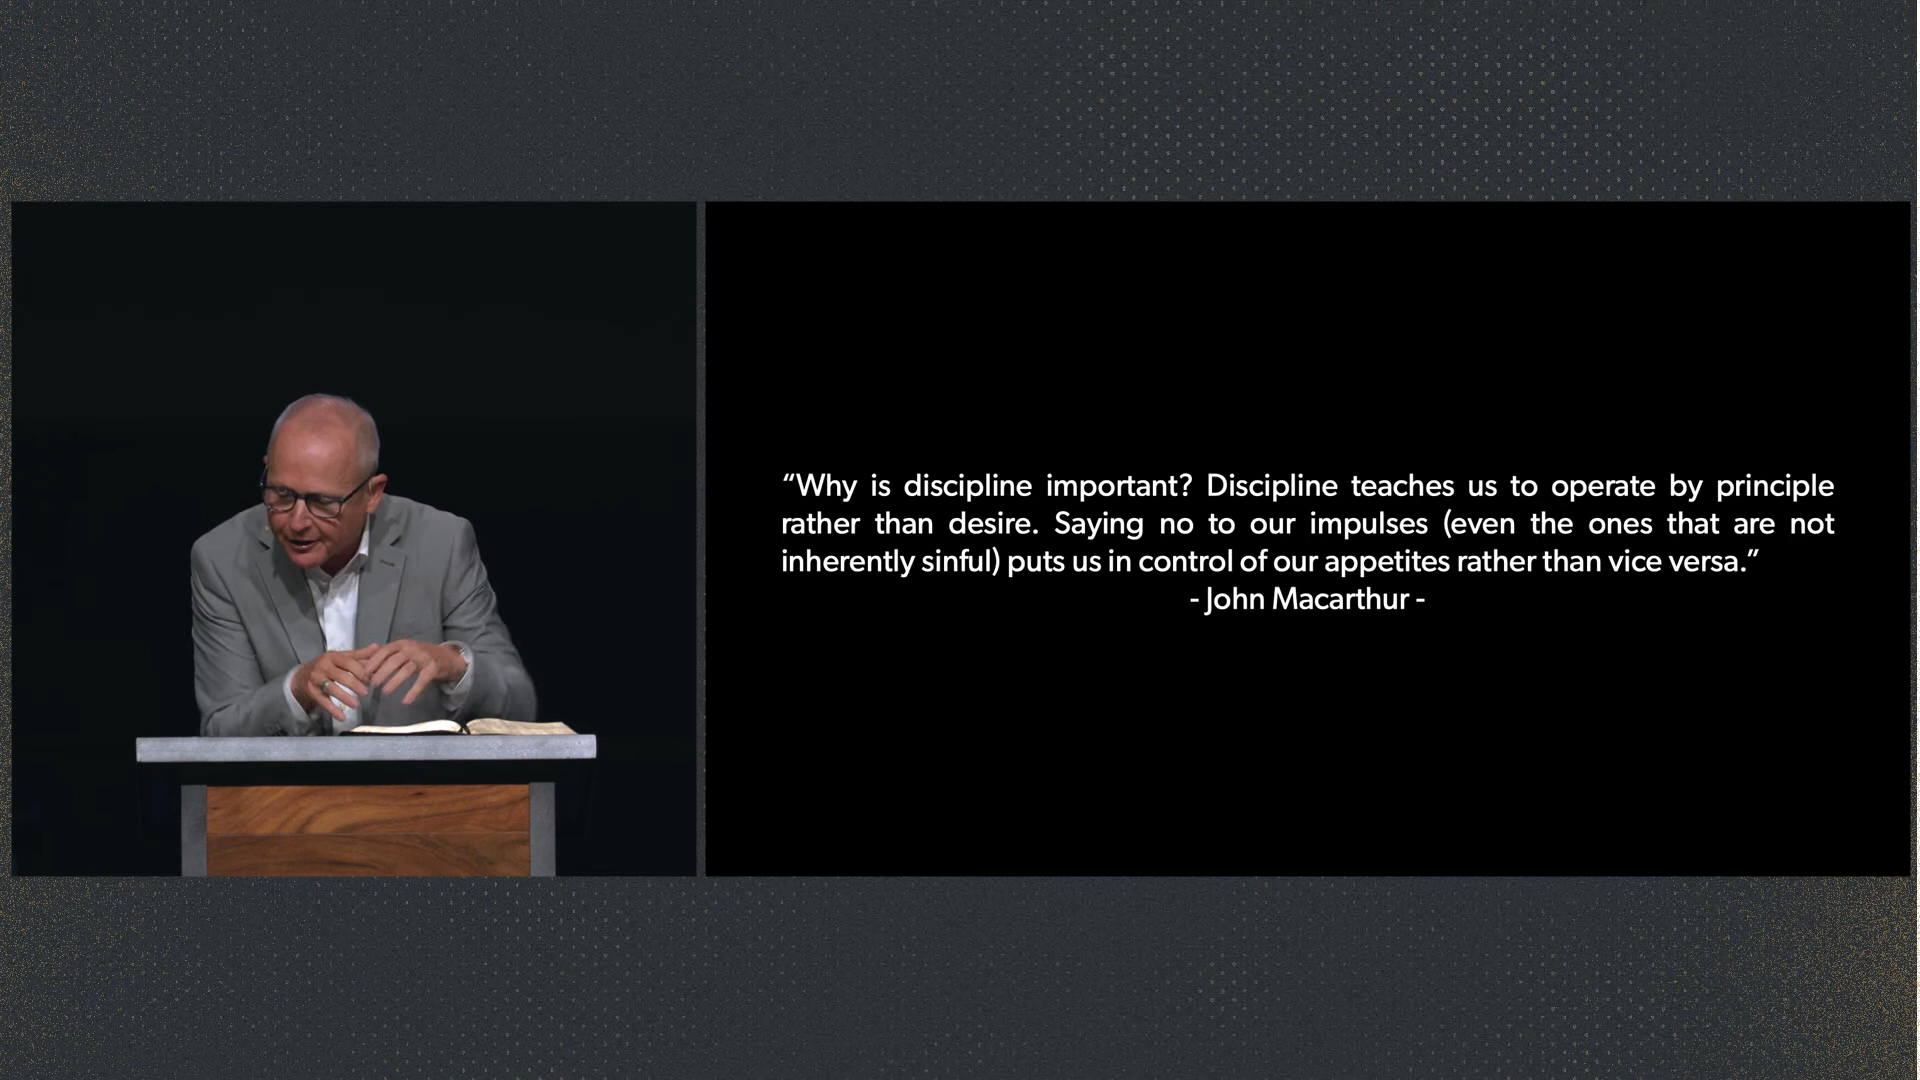 “Why is discipline important? Discipline teaches us to operate by principle
rather than desire. Saying no to our impulses (even the ones that are not
inherently sinful) puts us in control of our appetites rather than vice versa.”
- John Macarthur -